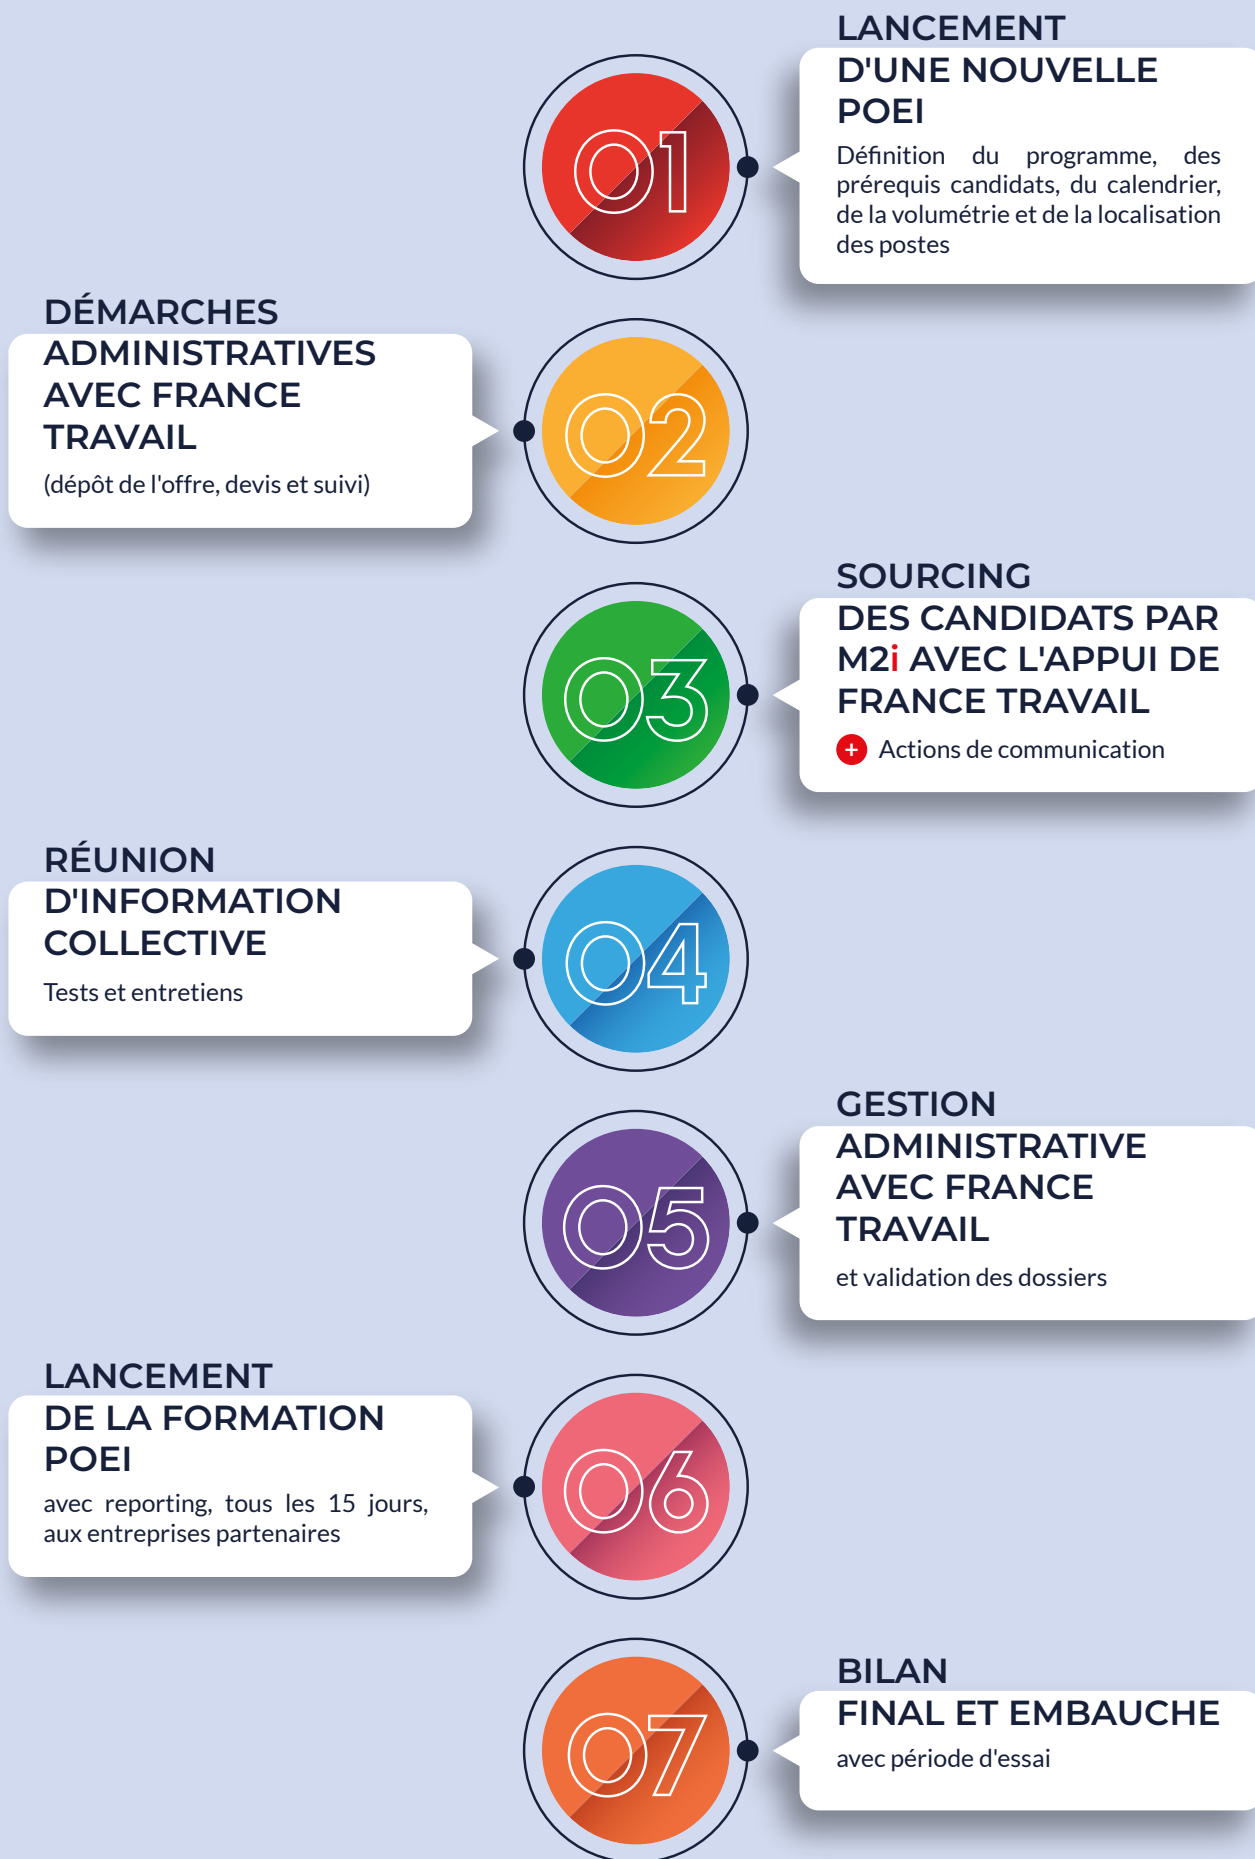 01
LANCEMENT
D'UNE NOUVELLE
POEI
Définition du programme, des
prérequis candidats, du calendrier,
de la volumétrie et de la localisation
des postes
02
DÉMARCHES
ADMINISTRATIVES
AVEC FRANCE
TRAVAIL
(dépôt de l'offre, devis et suivi)
03
SOURCING
DES CANDIDATS PAR
M2i AVEC L'APPUI DE
FRANCE TRAVAIL
+ Actions de communication
04
RÉUNION
D'INFORMATION
COLLECTIVE
Tests et entretiens
05
GESTION
ADMINISTRATIVE
AVEC FRANCE
TRAVAIL
et validation des dossiers
06
LANCEMENT
DE LA FORMATION
POEI
avec reporting, tous les 15 jours,
aux entreprises partenaires
07
BILAN
FINAL ET EMBAUCHE
avec période d'essai